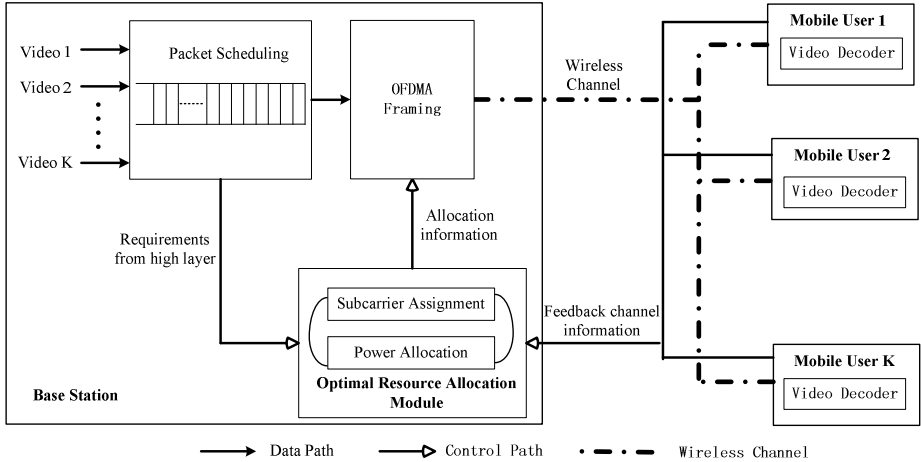 Video 1
Video 2
Video K
Packet Scheduling
OFDMA
Framing
Wireless
Channel
Mobile User 1
Video Decoder
Mobile User 2
Video Decoder
Mobile User K
Video Decoder
Requirements
from high layer
Allocation
information
Subcarrier Assignment
Power Allocation
Optimal Resource Allocation
Module
Feedback channel
information
Base Station
Data Path
Control Path
Wireless Channel